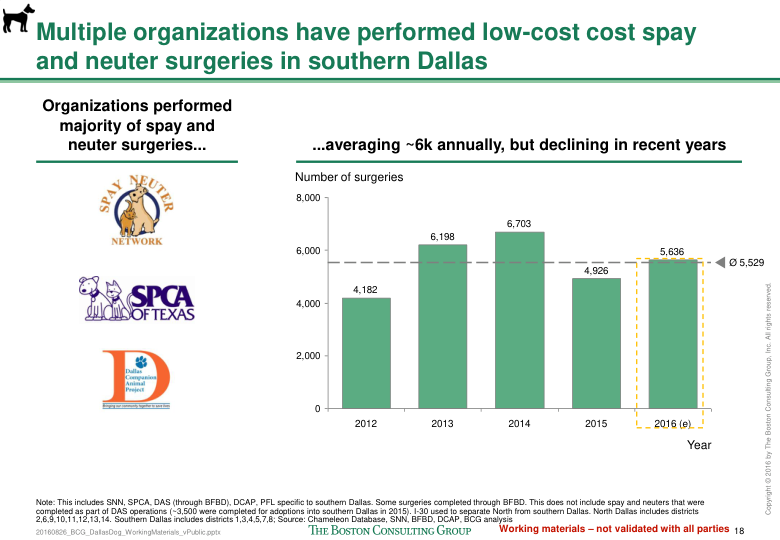 Multiple organizations have performed low-cost cost spay
and neuter surgeries in southern Dallas
Organizations performed
majority of spay and
neuter surgeries...
SPAY NEUTER
NETWORK
SPCA
OF TEXAS
Dallas
Companion
Animal
Project
Bringing our community together to save lives
...averaging ~6k annually, but declining in recent years
Number of surgeries
8,000
6,000
4,000
2,000
0
4,182
6,198
6,703
4,926
5,636
Ø 5,529
2012
2013
2014
2015
2016 (e)
Year
Note: This includes SNN, SPCA, DAS (through BFBD), DCAP, PFL specific to southern Dallas. Some surgeries completed through BFBD. This does not include spay and neuters that were
completed as part of DAS operations (~3,500 were completed for adoptions into southern Dallas in 2015). I-30 used to separate North from southern Dallas. North Dallas includes districts
2,6,9,10,11,12,13,14. Southern Dallas includes districts 1,3,4,5,7,8; Source: Chameleon Database, SNN, BFBD, DCAP, BCG analysis
20160826_BCG_DallasDog_WorkingMaterials_vPublic.pptx
THE BOSTON CONSULTING GROUP
Working materials – not validated with all parties
18
Copyright © 2016 by The Boston Consulting Group, Inc. All rights reserved.